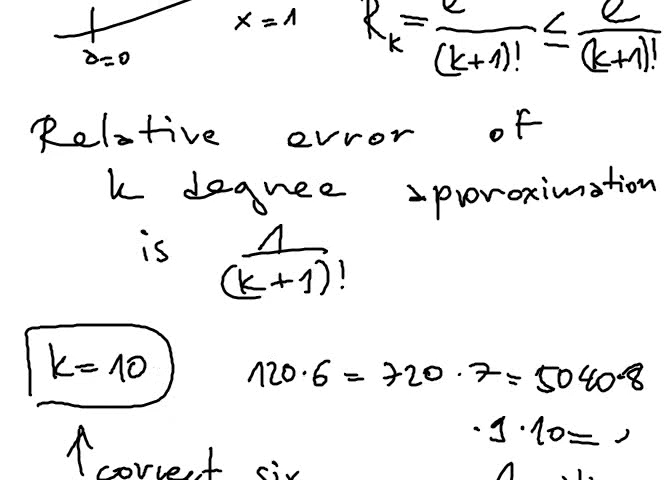 x = 1 R_k = e/(k+1)! ≤ e/(k+1)!
a=0
Relative error of
k degree approximation
is 1/(k+1)!
k = 10 120·6 = 720·7 = 5040·8
·9·10 =
correct six